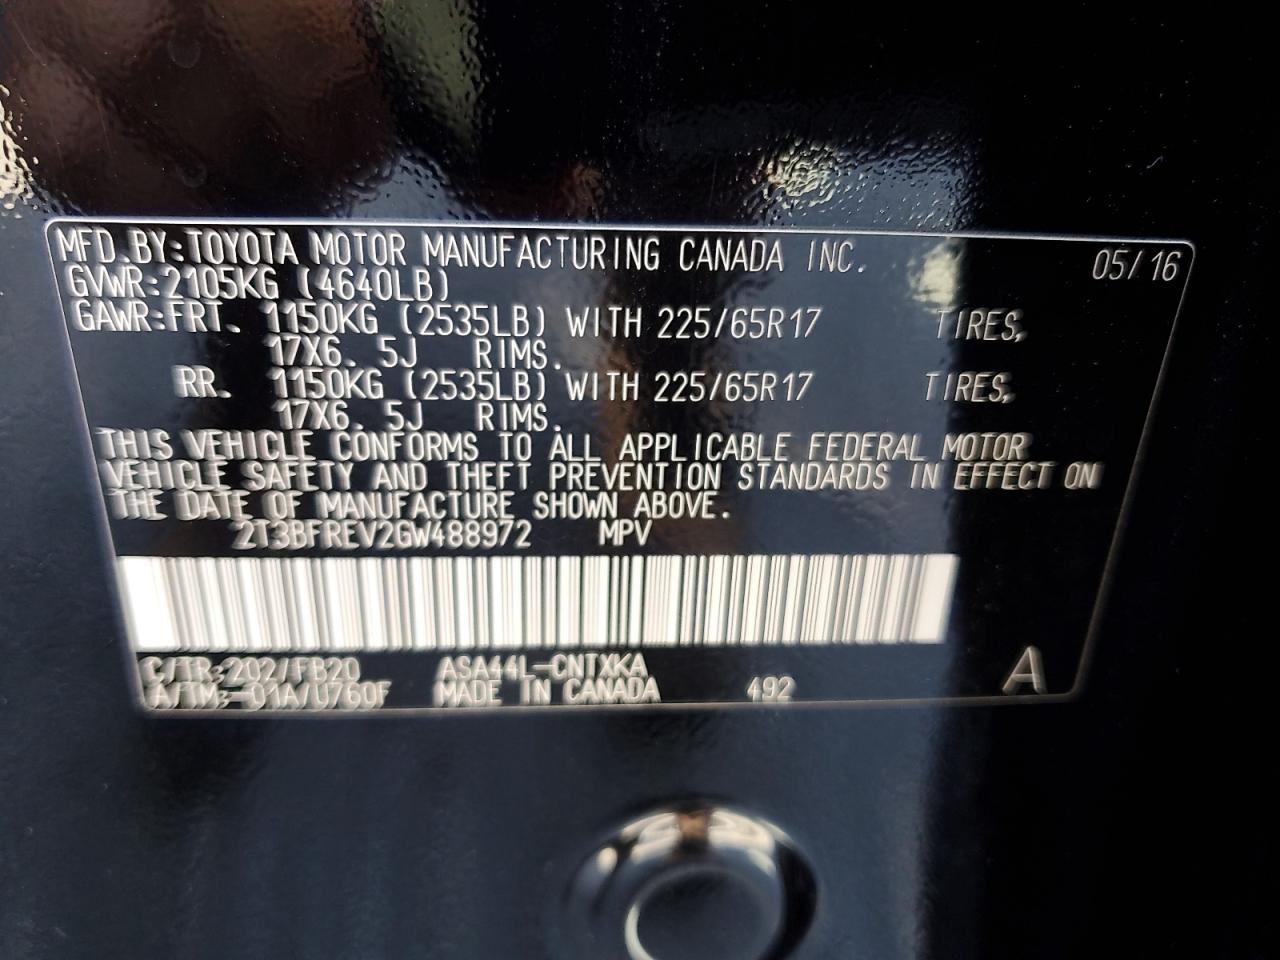 MFD.BY:TOYOTA MOTOR MANUFACTURING CANADA INC. 05/16
GVWR:2105KG (4640LB)
GAWR:FRT. 1150KG (2535LB) WITH 225/65R17 TIRES,
17X6.5J RIMS.
RR. 1150KG (2535LB) WITH 225/65R17 TIRES,
17X6.5J RIMS.
THIS VEHICLE CONFORMS TO ALL APPLICABLE FEDERAL MOTOR
VEHICLE SAFETY AND THEFT PREVENTION STANDARDS IN EFFECT ON
THE DATE OF MANUFACTURE SHOWN ABOVE.
2T3BFREV2GW488972 MPV
C/TR:202/FB20 ASA44L-CNTXKA
A/TM:-01A/U760F MADE IN CANADA 492 A